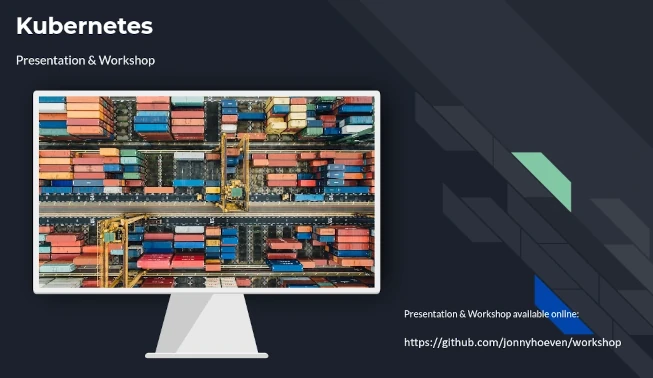 Kubernetes
Presentation & Workshop
Presentation & Workshop available online:
https://github.com/jonnyhoeven/workshop